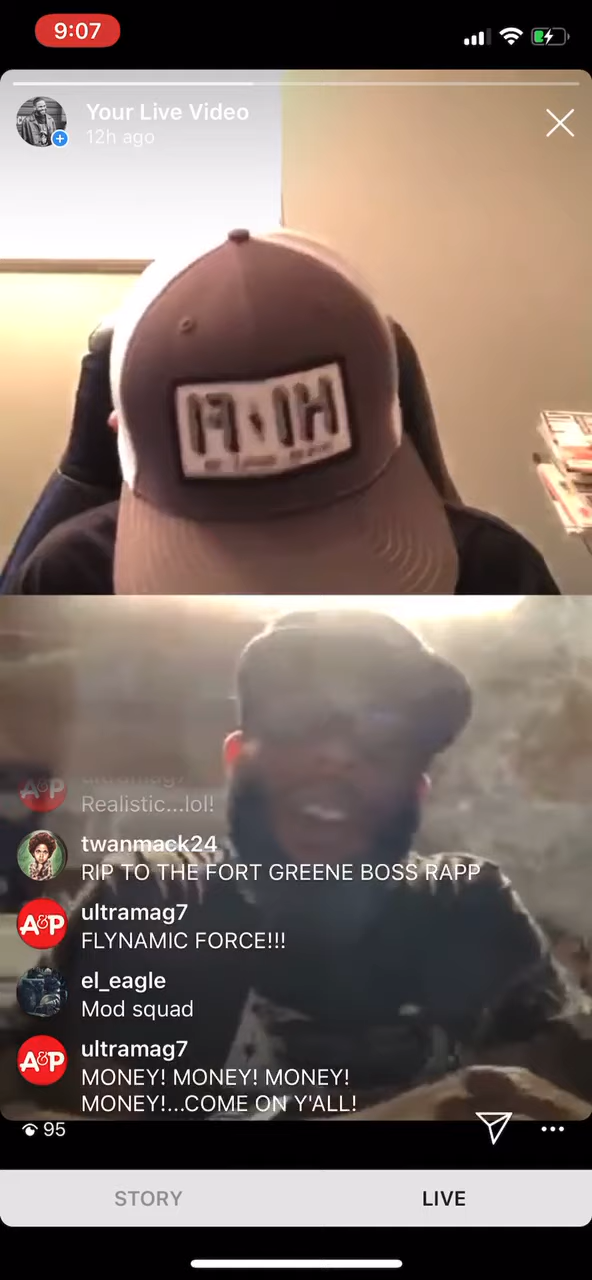 9:07
Your Live Video
12h ago
ultramag7
Realistic...lol!
twanmack24
RIP TO THE FORT GREENE BOSS RAPP
A&P
ultramag7
FLYNAMIC FORCE!!!
el_eagle
Mod squad
A&P
ultramag7
MONEY! MONEY! MONEY!
MONEY!...COME ON Y'ALL!
95
STORY
LIVE